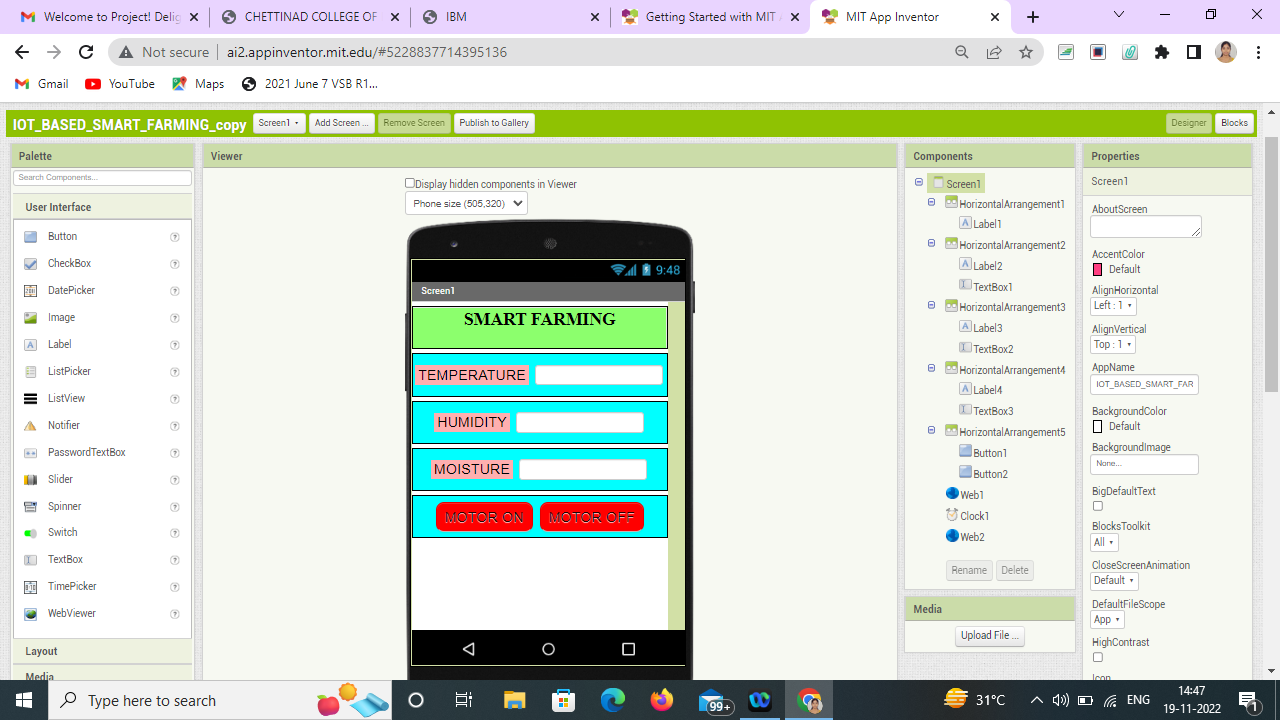 Welcome to Project! Delig
CHETTINAD COLLEGE OF
IBM
Getting Started with MIT A
MIT App Inventor
Not secure
ai2.appinventor.mit.edu/#5228837714395136
Gmail
YouTube
Maps
2021 June 7 VSB R1...
IOT_BASED_SMART_FARMING_copy
Screen1
Add Screen ...
Remove Screen
Publish to Gallery
Designer
Blocks
Palette
Search Components...
User Interface
Button
CheckBox
DatePicker
Image
Label
ListPicker
ListView
Notifier
PasswordTextBox
Slider
Spinner
Switch
TextBox
TimePicker
WebViewer
Layout
Media
Viewer
Display hidden components in Viewer
Phone size (505,320)
9:48
Screen1
SMART FARMING
TEMPERATURE
HUMIDITY
MOISTURE
MOTOR ON
MOTOR OFF
Components
Screen1
HorizontalArrangement1
Label1
HorizontalArrangement2
Label2
TextBox1
HorizontalArrangement3
Label3
TextBox2
HorizontalArrangement4
Label4
TextBox3
HorizontalArrangement5
Button1
Button2
Web1
Clock1
Web2
Rename
Delete
Media
Upload File ...
Properties
Screen1
AboutScreen
AccentColor
Default
AlignHorizontal
Left : 1
AlignVertical
Top : 1
AppName
IOT_BASED_SMART_FAR
BackgroundColor
Default
BackgroundImage
None...
BigDefaultText
BlocksToolkit
All
CloseScreenAnimation
Default
DefaultFileScope
App
HighContrast
Icon
Type here to search
99+
31°C
ENG
14:47
19-11-2022
1